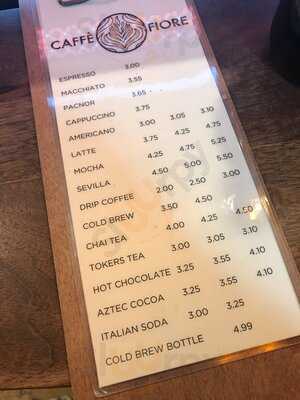 CAFFÈ FIORE
ESPRESSO 3.00
MACCHIATO 3.55
PACNOR 3.65
CAPPUCCINO 3.75
AMERICANO 3.00 3.05 3.10
LATTE 3.75 4.25 4.75
MOCHA 4.25 4.75 5.25
SEVILLA 4.50 5.00 5.50
DRIP COFFEE 2.00 2.50 3.00
COLD BREW 3.50 4.50
CHAI TEA 4.00 4.25 4.50
TOKERS TEA 3.00 3.05 3.10
HOT CHOCOLATE 3.25 3.55 4.10
AZTEC COCOA 3.25 3.55 4.10
ITALIAN SODA 3.00 3.25
COLD BREW BOTTLE 4.99